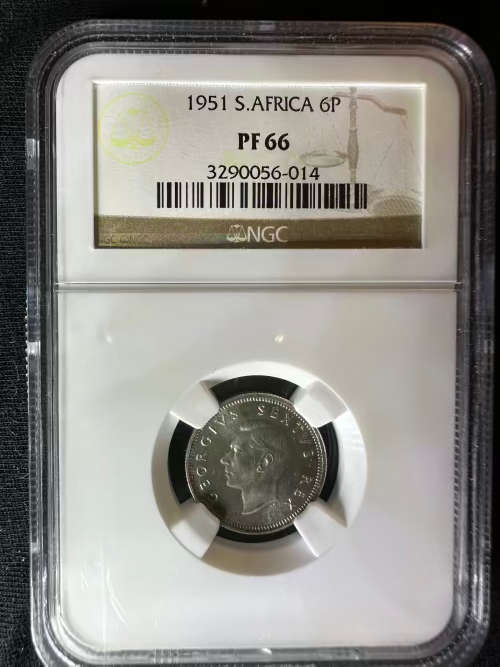 1951 S.AFRICA 6P
PF 66
3290056-014
NGC
GEORGIVS SEXTVS REX